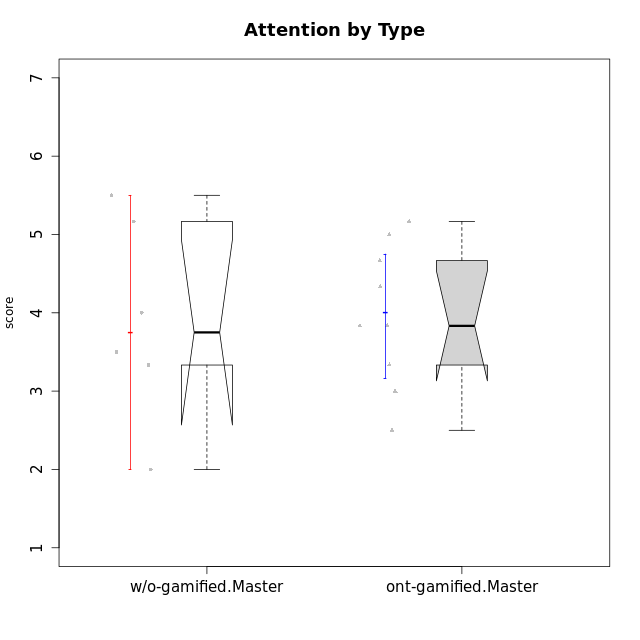 Attention by Type
score
7
6
5
4
3
2
1
w/o-gamified.Master
ont-gamified.Master